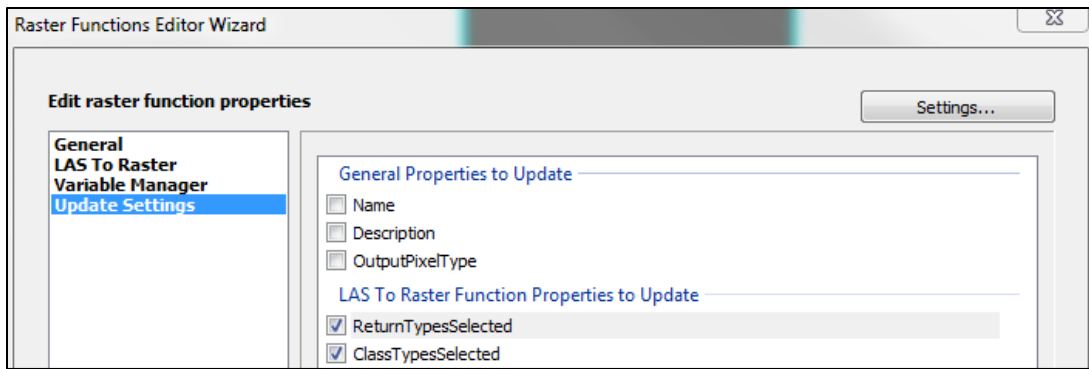 Raster Functions Editor Wizard
Edit raster function properties
Settings...
General
LAS To Raster
Variable Manager
Update Settings
General Properties to Update
Name
Description
OutputPixelType
LAS To Raster Function Properties to Update
ReturnTypesSelected
ClassTypesSelected